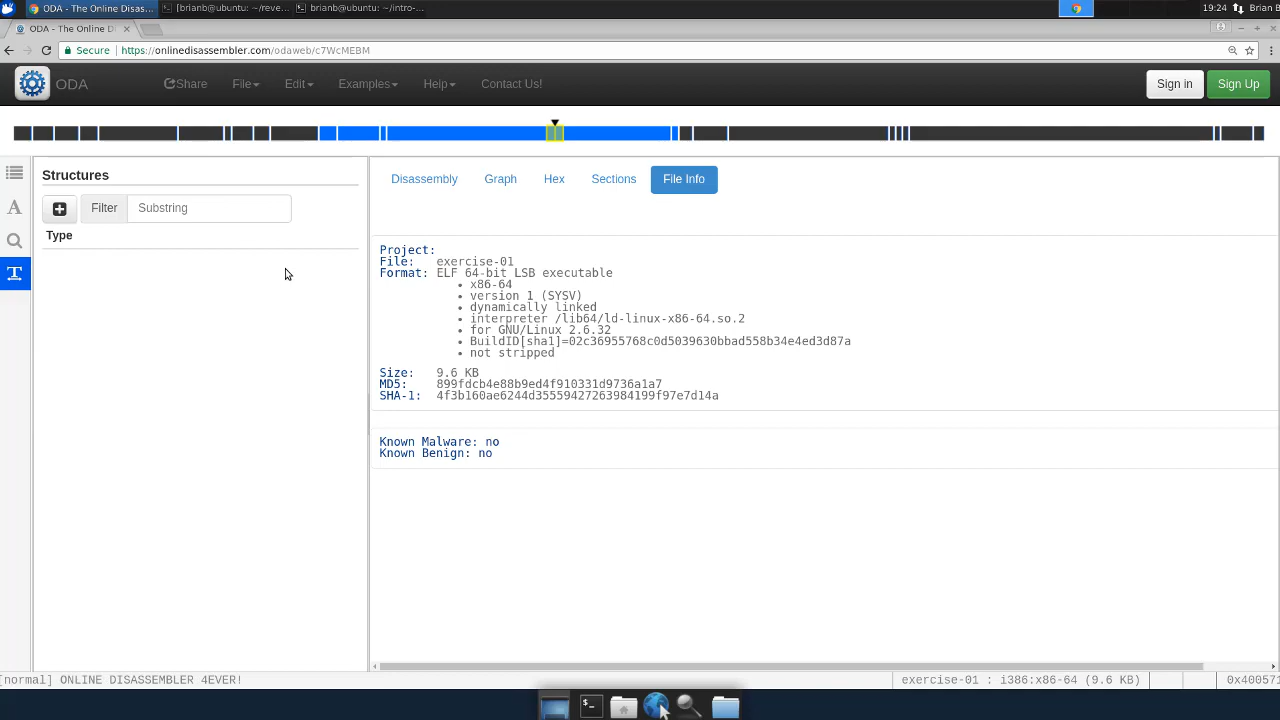 ODA - The Online Disas...
[brianb@ubuntu: ~/reve...
brianb@ubuntu: ~/intro-...
19:24
Brian B
ODA - The Online Di
Secure
https://onlinedisassembler.com/odaweb/c7WcMEBM
ODA
Share
File
Edit
Examples
Help
Contact Us!
Sign in
Sign Up
Structures
Filter
Substring
Type
Disassembly
Graph
Hex
Sections
File Info
Project:
File: exercise-01
Format: ELF 64-bit LSB executable
• x86-64
• version 1 (SYSV)
• dynamically linked
• interpreter /lib64/ld-linux-x86-64.so.2
• for GNU/Linux 2.6.32
• BuildID[sha1]=02c36955768c0d5039630bbad558b34e4ed3d87a
• not stripped
Size: 9.6 KB
MD5: 899fdcb4e88b9ed4f910331d9736a1a7
SHA-1: 4f3b160ae6244d35559427263984199f97e7d14a
Known Malware: no
Known Benign: no
[normal] ONLINE DISASSEMBLER 4EVER!
exercise-01 : i386:x86-64 (9.6 KB)
0x400571